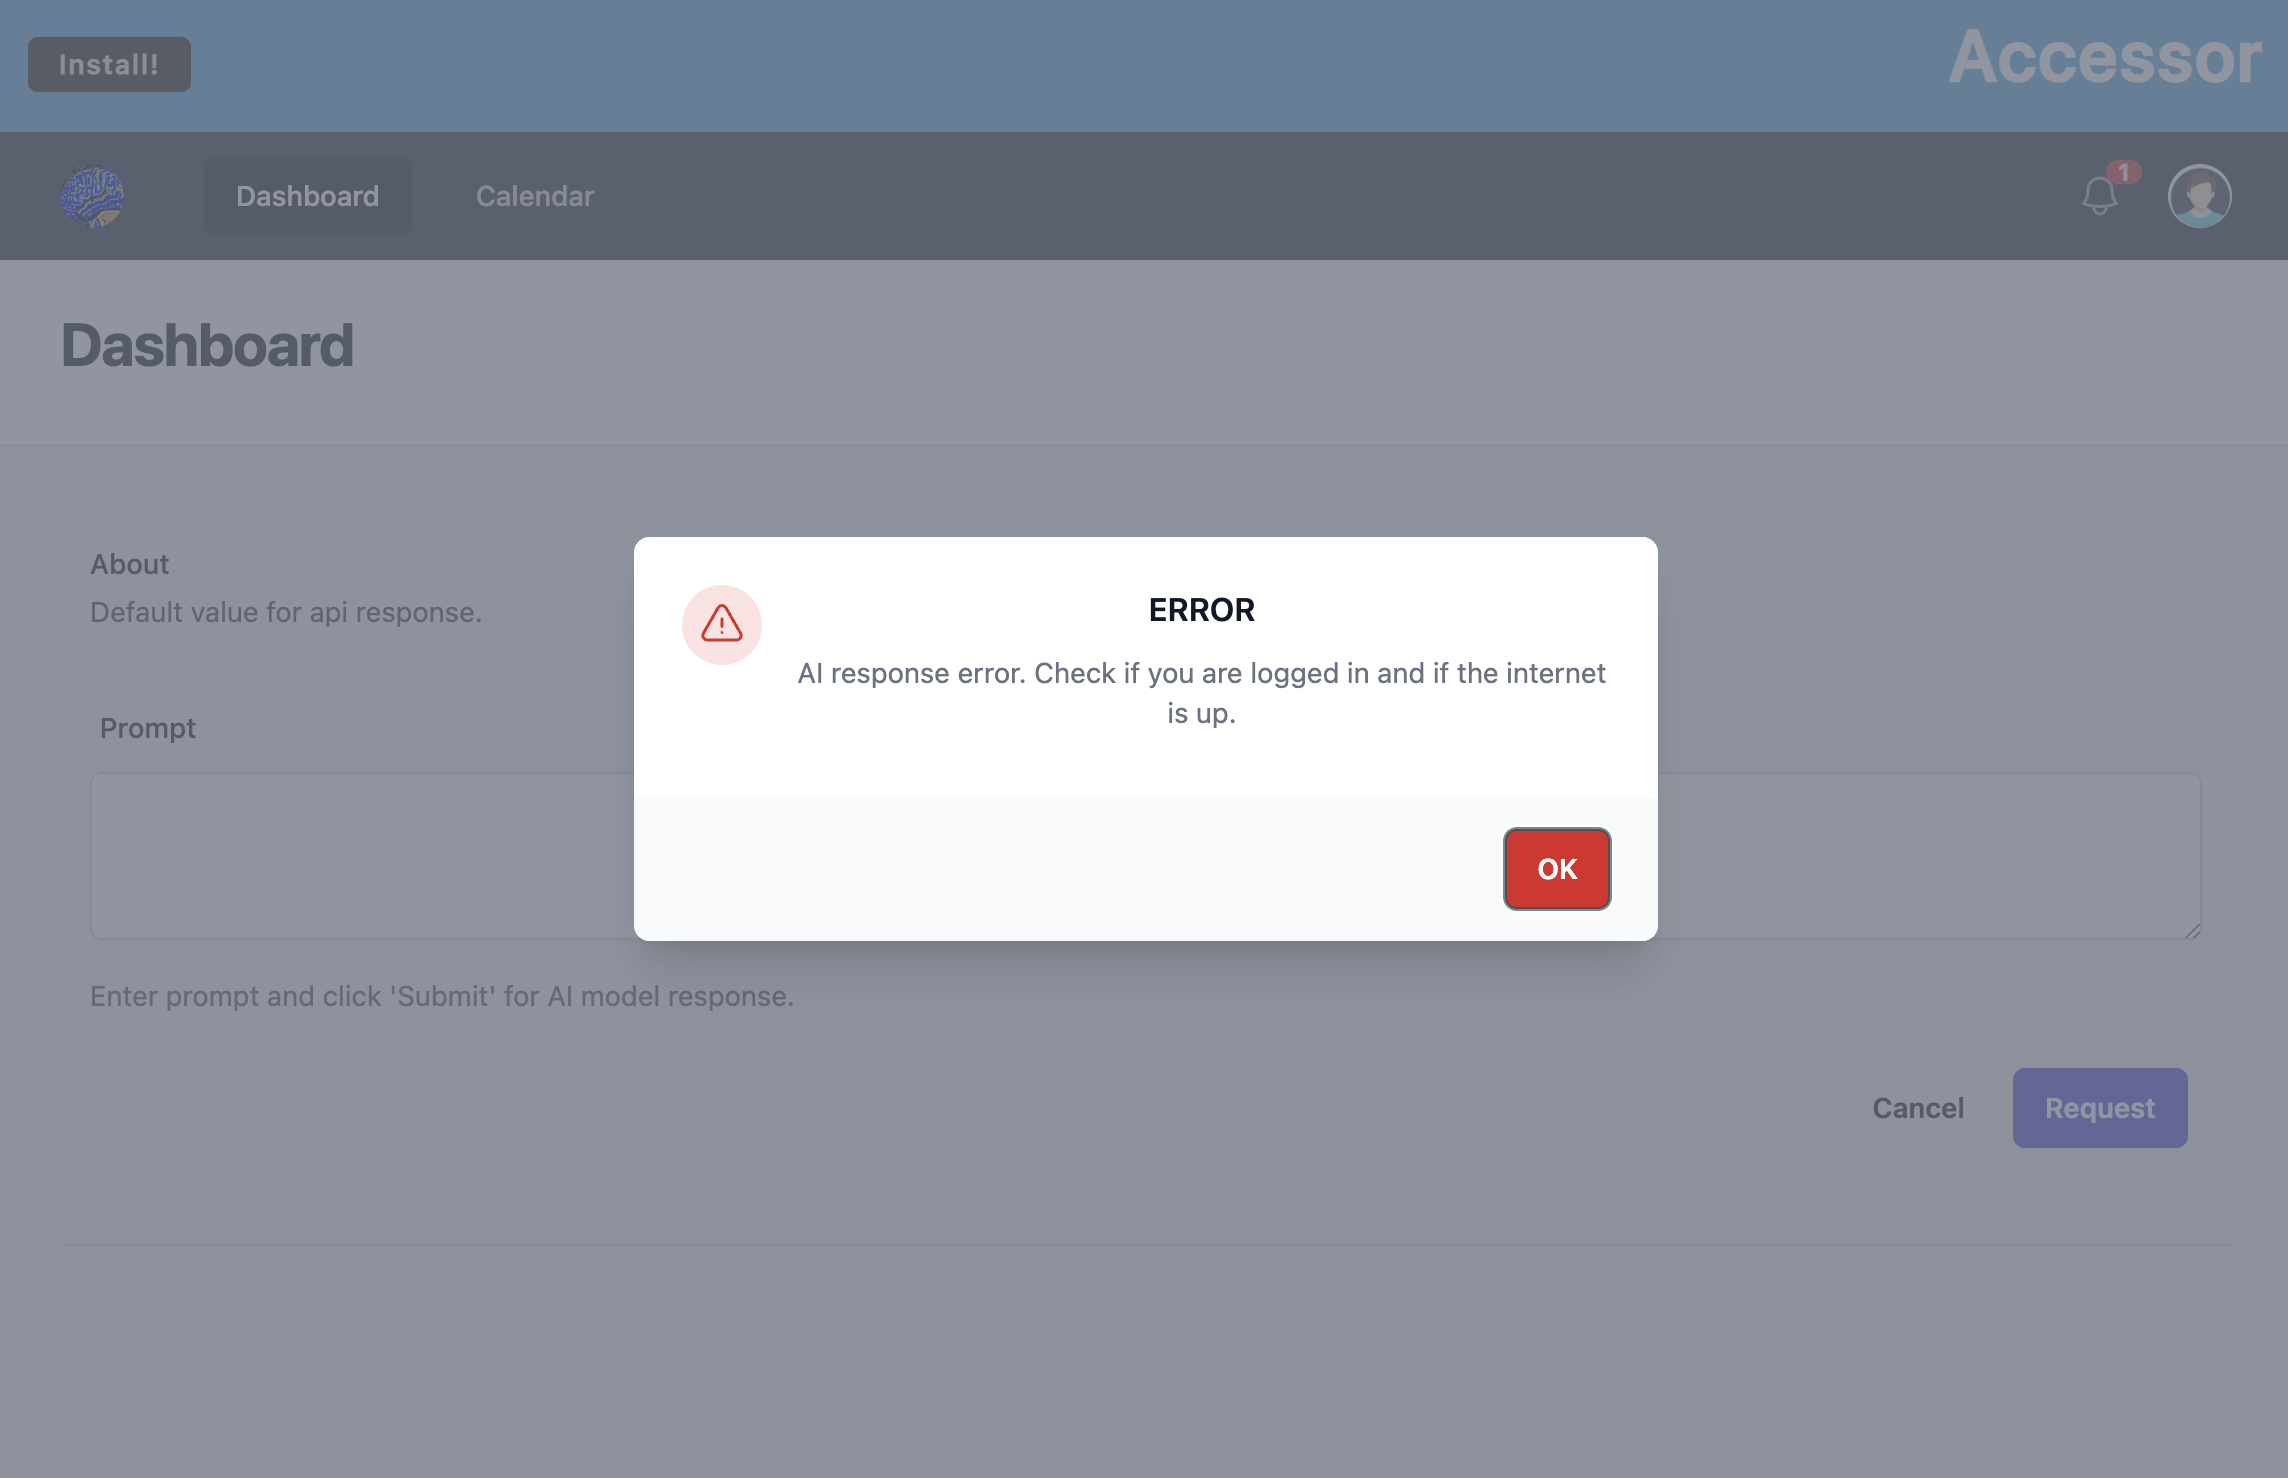 Install!
Accessor
Dashboard
Calendar
1
Dashboard
About
Default value for api response.
ERROR
AI response error. Check if you are logged in and if the internet
is up.
OK
Prompt
Enter prompt and click 'Submit' for AI model response.
Cancel
Request